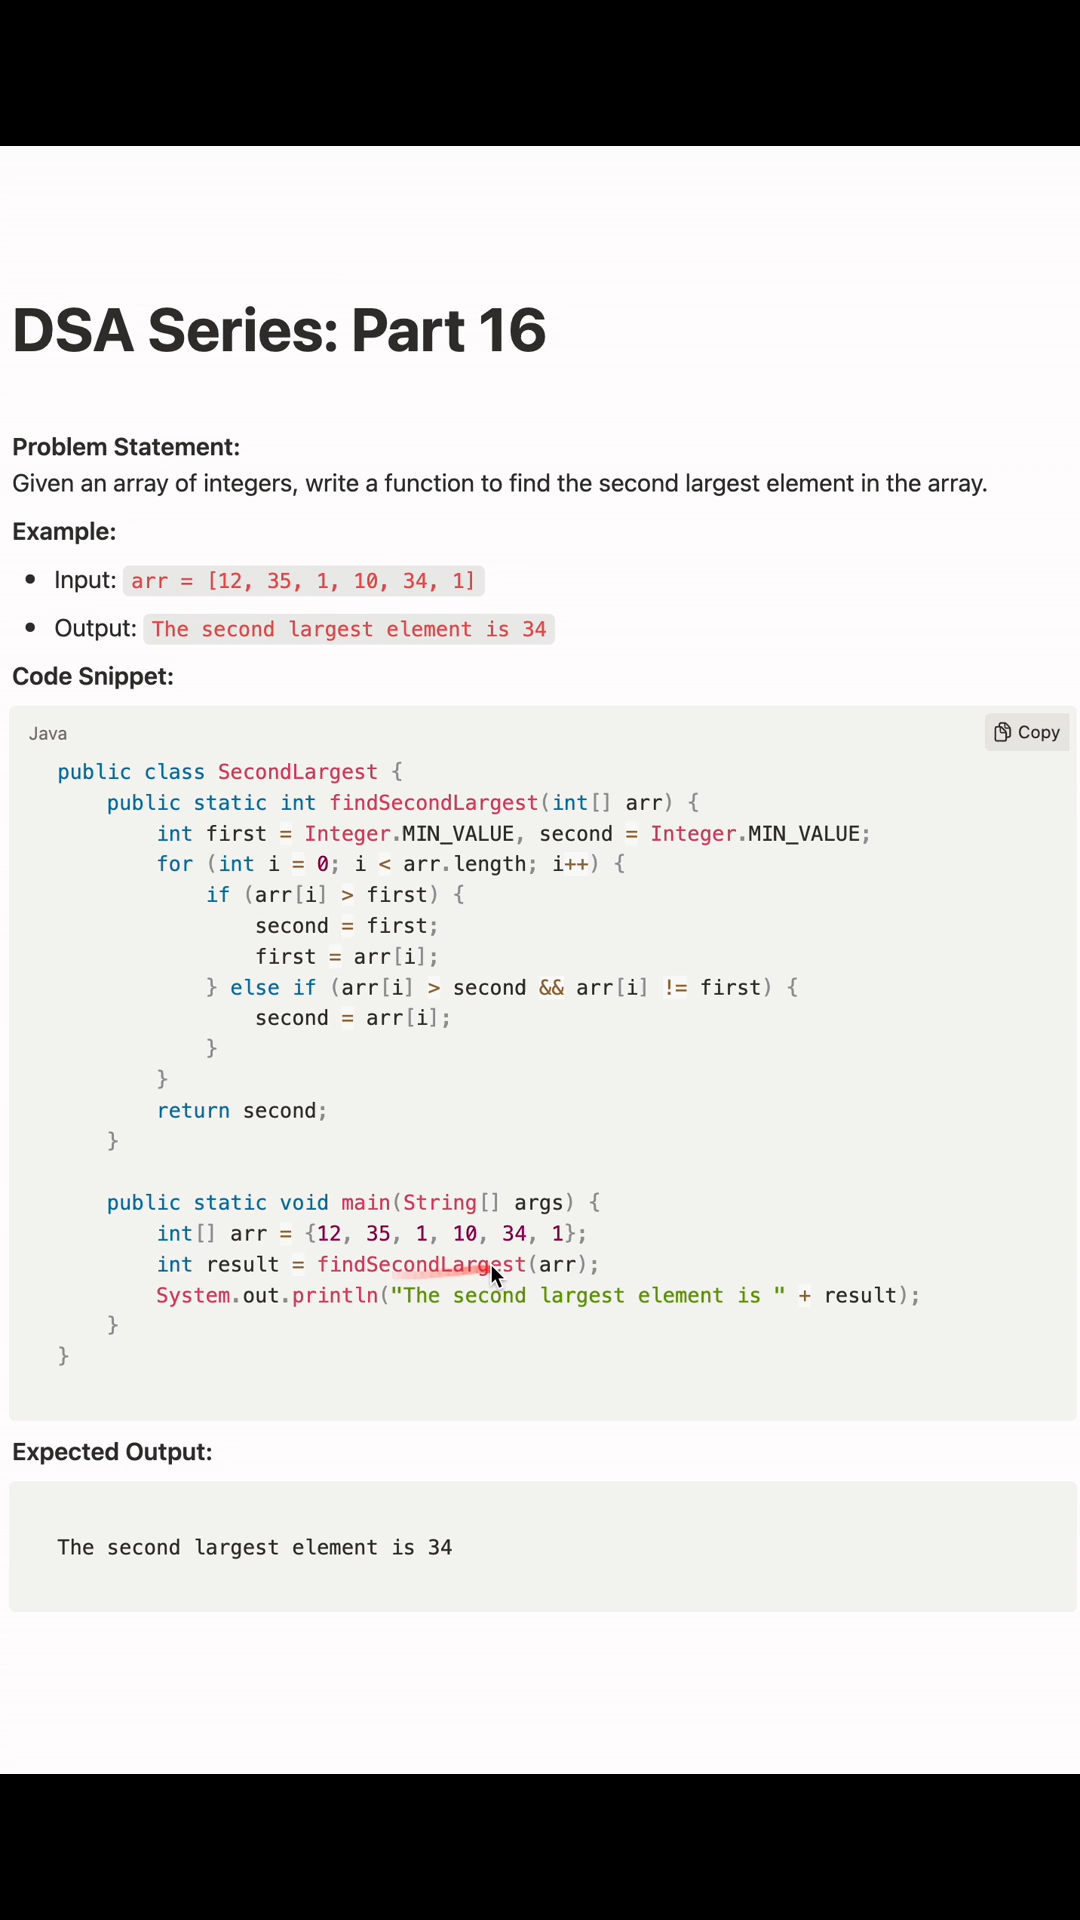 DSA Series: Part 16
Problem Statement:
Given an array of integers, write a function to find the second largest element in the array.
Example:
• Input: arr = [12, 35, 1, 10, 34, 1]
• Output: The second largest element is 34
Code Snippet:
Java
Copy
public class SecondLargest {
    public static int findSecondLargest(int[] arr) {
        int first = Integer.MIN_VALUE, second = Integer.MIN_VALUE;
        for (int i = 0; i < arr.length; i++) {
            if (arr[i] > first) {
                second = first;
                first = arr[i];
            } else if (arr[i] > second && arr[i] != first) {
                second = arr[i];
            }
        }
        return second;
    }
    public static void main(String[] args) {
        int[] arr = {12, 35, 1, 10, 34, 1};
        int result = findSecondLargest(arr);
        System.out.println("The second largest element is " + result);
    }
}
Expected Output:
The second largest element is 34